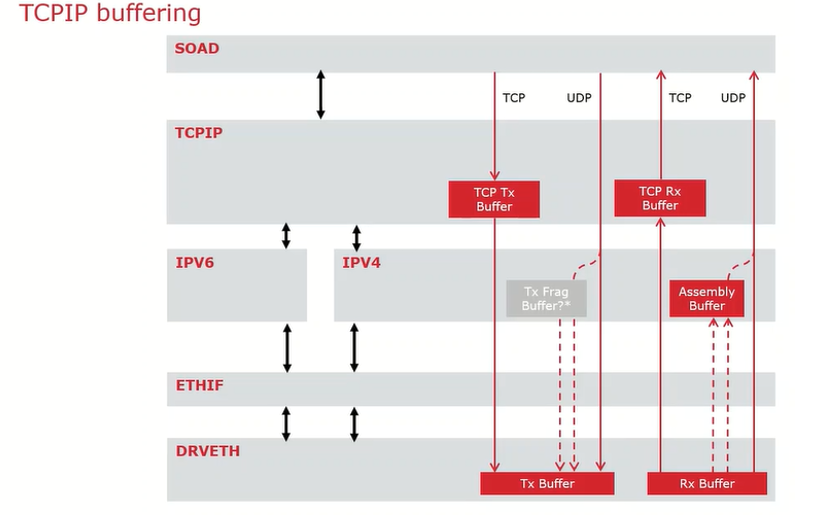 TCPIP buffering
SOAD
TCP
UDP
TCP
UDP
TCPIP
TCP Tx
Buffer
TCP Rx
Buffer
IPV6
IPV4
Tx Frag
Buffer?*
Assembly
Buffer
ETHIF
DRVETH
Tx Buffer
Rx Buffer